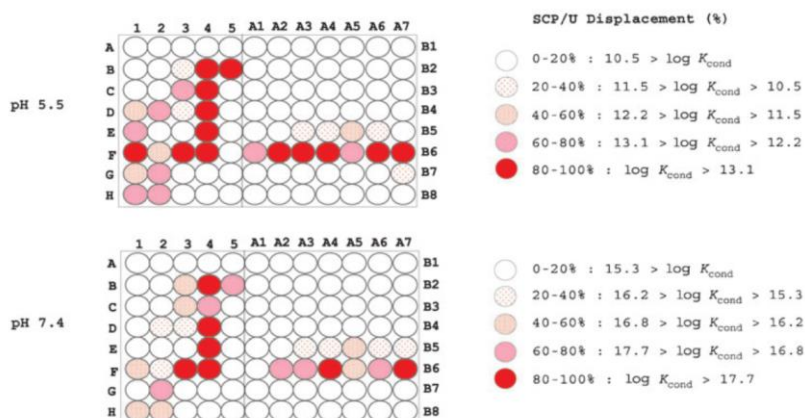 SCP/U Displacement (%)
1 2 3 4 5 A1 A2 A3 A4 A5 A6 A7
A B1
B B2
C B3
D B4
E B5
F B6
G B7
H B8
pH 5.5
0-20% : 10.5 > log Kcond
20-40% : 11.5 > log Kcond > 10.5
40-60% : 12.2 > log Kcond > 11.5
60-80% : 13.1 > log Kcond > 12.2
80-100% : log Kcond > 13.1
1 2 3 4 5 A1 A2 A3 A4 A5 A6 A7
A B1
B B2
C B3
D B4
E B5
F B6
G B7
H B8
pH 7.4
0-20% : 15.3 > log Kcond
20-40% : 16.2 > log Kcond > 15.3
40-60% : 16.8 > log Kcond > 16.2
60-80% : 17.7 > log Kcond > 16.8
80-100% : log Kcond > 17.7